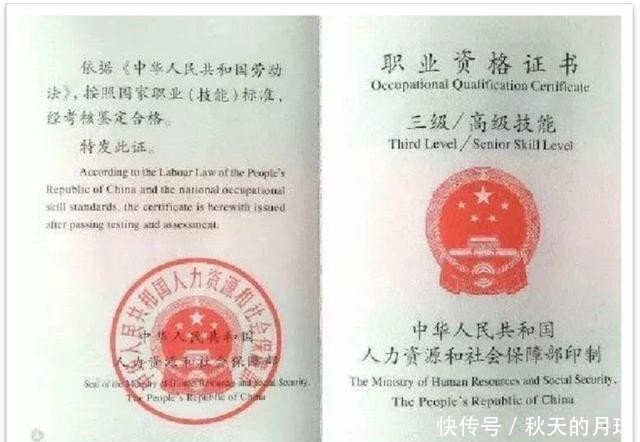 依据《中华人民共和国劳动
法》，按照国家职业（技能）标准，
经考核鉴定合格。
特发此证。
According to the Labour Law of the People's
Republic of China and the national occupational
skill standards, the certificate is herewith issued
after passing testing and assessment.
中华人民共和国人力资源和社会保障部
中华人民共和国
人力资源和社会保障部
Seal of the Ministry of Human Resources and Social Security,
The People's Republic of China
职业资格证书
Occupational Qualification Certificate
三级/高级技能
Third Level/Senior Skill Level
中华人民共和国
人力资源和社会保障部印制
The Ministry of Human Resources and Social Security,
The People's Republic of China
快传号/秋天的月